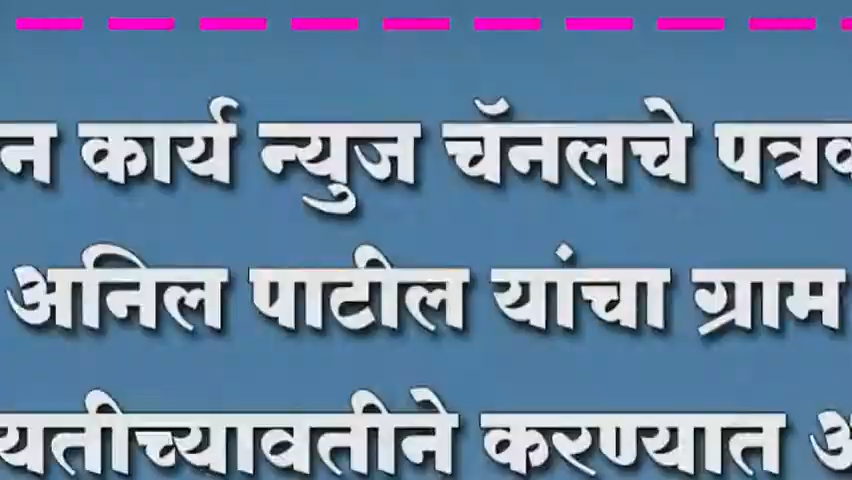 न कार्य न्युज चॅनलचे पत्रक
अनिल पाटील यांचा ग्राम
यतीच्यावतीने करण्यात अ